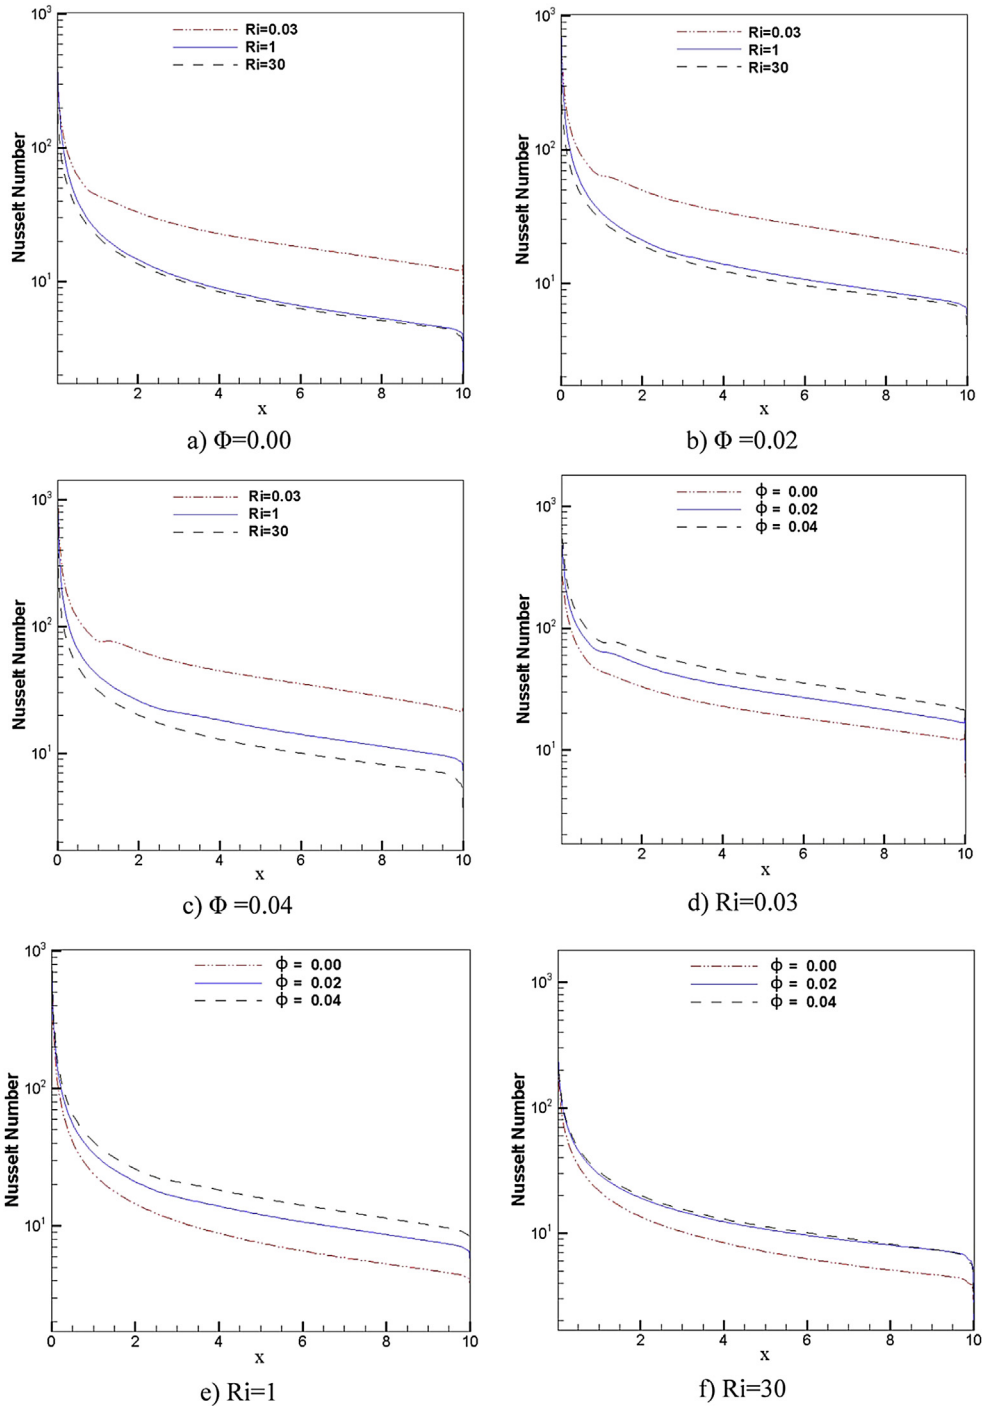 10³
Ri=0.03
Ri=1
Ri=30
10²
10¹
Nusselt Number
2 4 6 8 10
x
a) Φ=0.00
10³
Ri=0.03
Ri=1
Ri=30
10²
10¹
Nusselt Number
0 2 4 6 8 10
x
b) Φ =0.02
10³
Ri=0.03
Ri=1
Ri=30
10²
10¹
Nusselt Number
0 2 4 6 8 10
x
c) Φ =0.04
10³
ϕ = 0.00
ϕ = 0.02
ϕ = 0.04
10²
10¹
Nusselt Number
2 4 6 8 10
x
d) Ri=0.03
10³
ϕ = 0.00
ϕ = 0.02
ϕ = 0.04
10²
10¹
Nusselt Number
0 2 4 6 8 10
x
e) Ri=1
10³
ϕ = 0.00
ϕ = 0.02
ϕ = 0.04
10²
10¹
Nusselt Number
2 4 6 8 10
x
f) Ri=30